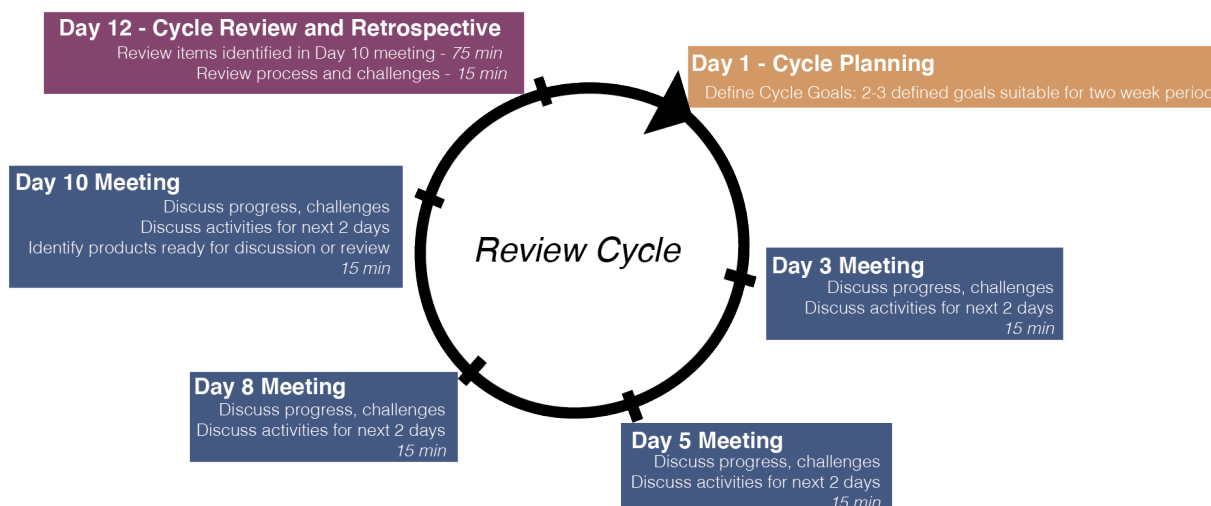 Day 12 - Cycle Review and Retrospective
Review items identified in Day 10 meeting - 75 min
Review process and challenges - 15 min
Day 1 - Cycle Planning
Define Cycle Goals: 2-3 defined goals suitable for two week period
Day 10 Meeting
Discuss progress, challenges
Discuss activities for next 2 days
Identify products ready for discussion or review
15 min
Review Cycle
Day 3 Meeting
Discuss progress, challenges
Discuss activities for next 2 days
15 min
Day 8 Meeting
Discuss progress, challenges
Discuss activities for next 2 days
15 min
Day 5 Meeting
Discuss progress, challenges
Discuss activities for next 2 days
15 min